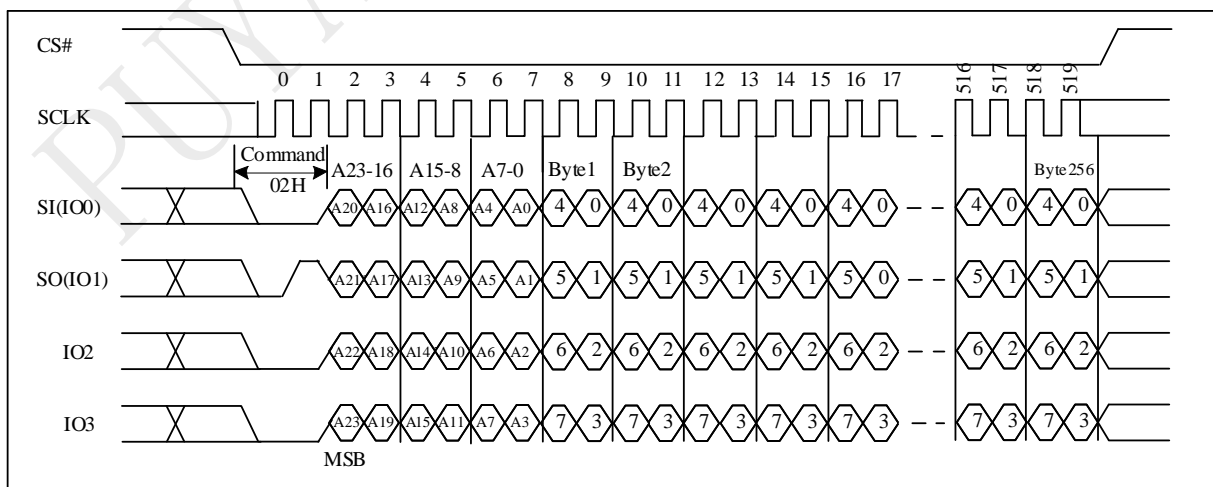 PUYA
CS#
0 1 2 3 4 5 6 7 8 9 10 11 12 13 14 15 16 17 516 517 518 519
SCLK
Command
02H
A23-16 A15-8 A7-0 Byte1 Byte2 Byte256
SI(IO0) A20 A16 A12 A8 A4 A0 4 0 4 0 4 0 4 0 4 0 4 0 4 0
SO(IO1) A21 A17 A13 A9 A5 A1 5 1 5 1 5 1 5 1 5 0 5 1 5 1
IO2 A22 A18 A14 A10 A6 A2 6 2 6 2 6 2 6 2 6 2 6 2 6 2
IO3 A23 A19 A15 A11 A7 A3 7 3 7 3 7 3 7 3 7 3 7 3 7 3
MSB